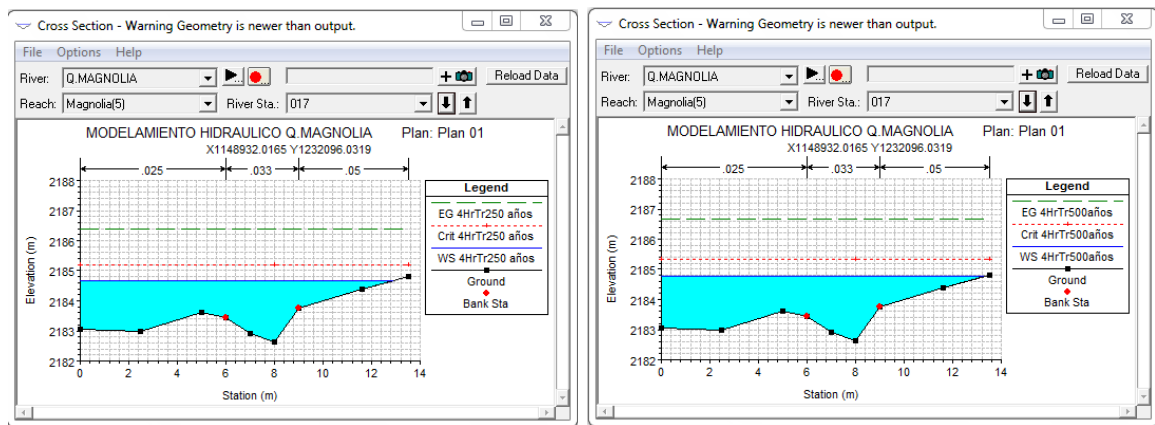 Cross Section - Warning Geometry is newer than output.
File Options Help
River: Q.MAGNOLIA Reload Data
Reach: Magnolia(5) River Sta.: 017
MODELAMIENTO HIDRAULICO Q.MAGNOLIA Plan: Plan 01
X1148932.0165 Y1232096.0319
.025 .033 .05
2188
2187
2186
2185
2184
2183
2182
Elevation (m)
0 2 4 6 8 10 12 14
Station (m)
Legend
EG 4HrTr250 años
Crit 4HrTr250 años
WS 4HrTr250 años
Ground
Bank Sta
Cross Section - Warning Geometry is newer than output.
File Options Help
River: Q.MAGNOLIA Reload Data
Reach: Magnolia(5) River Sta.: 017
MODELAMIENTO HIDRAULICO Q.MAGNOLIA Plan: Plan 01
X1148932.0165 Y1232096.0319
.025 .033 .05
2188
2187
2186
2185
2184
2183
2182
Elevation (m)
0 2 4 6 8 10 12 14
Station (m)
Legend
EG 4HrTr500años
Crit 4HrTr500años
WS 4HrTr500años
Ground
Bank Sta